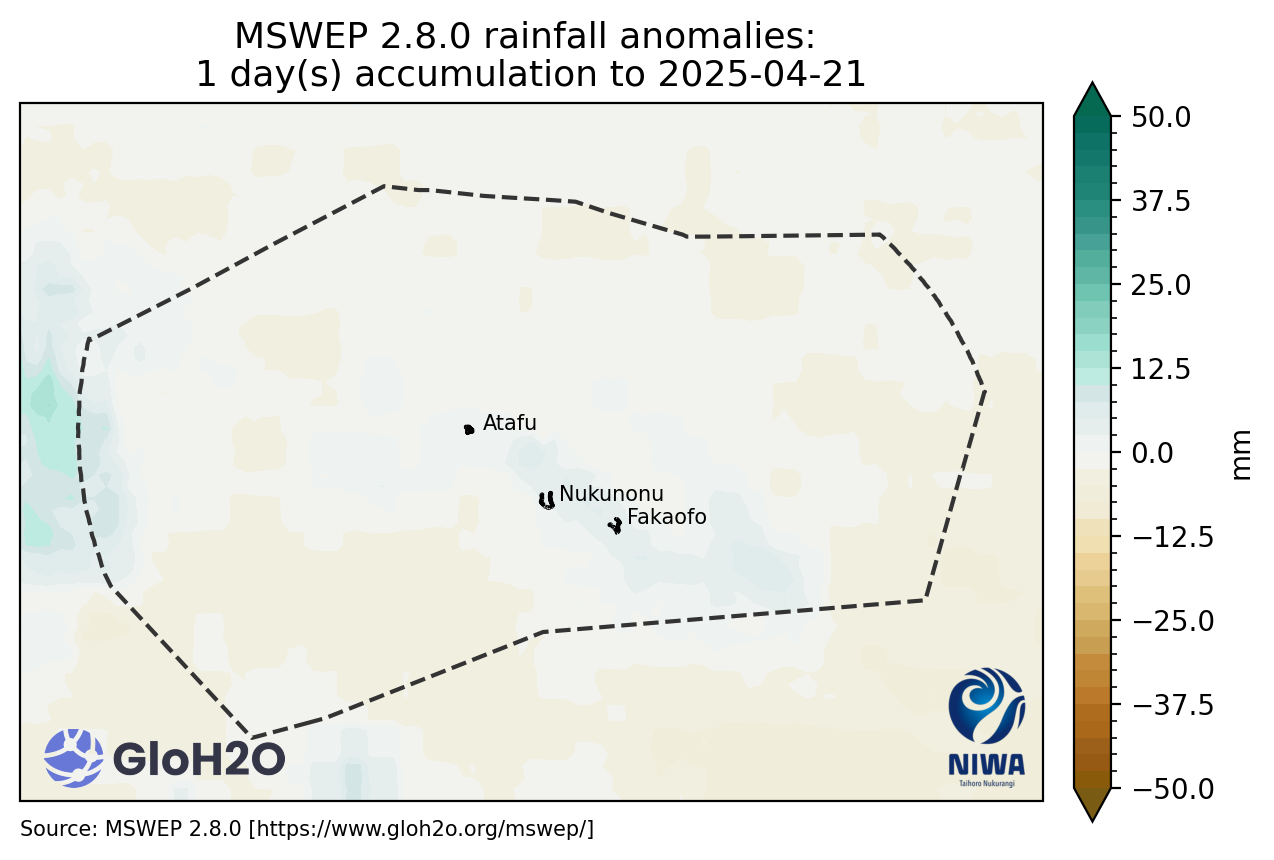 MSWEP 2.8.0 rainfall anomalies:
1 day(s) accumulation to 2025-04-21
50.0
37.5
25.0
12.5
0.0
−12.5
−25.0
−37.5
−50.0
mm
Atafu
Nukunonu
Fakaofo
GloH2O
NIWA
Taihoro Nukurangi
Source: MSWEP 2.8.0 [https://www.gloh2o.org/mswep/]